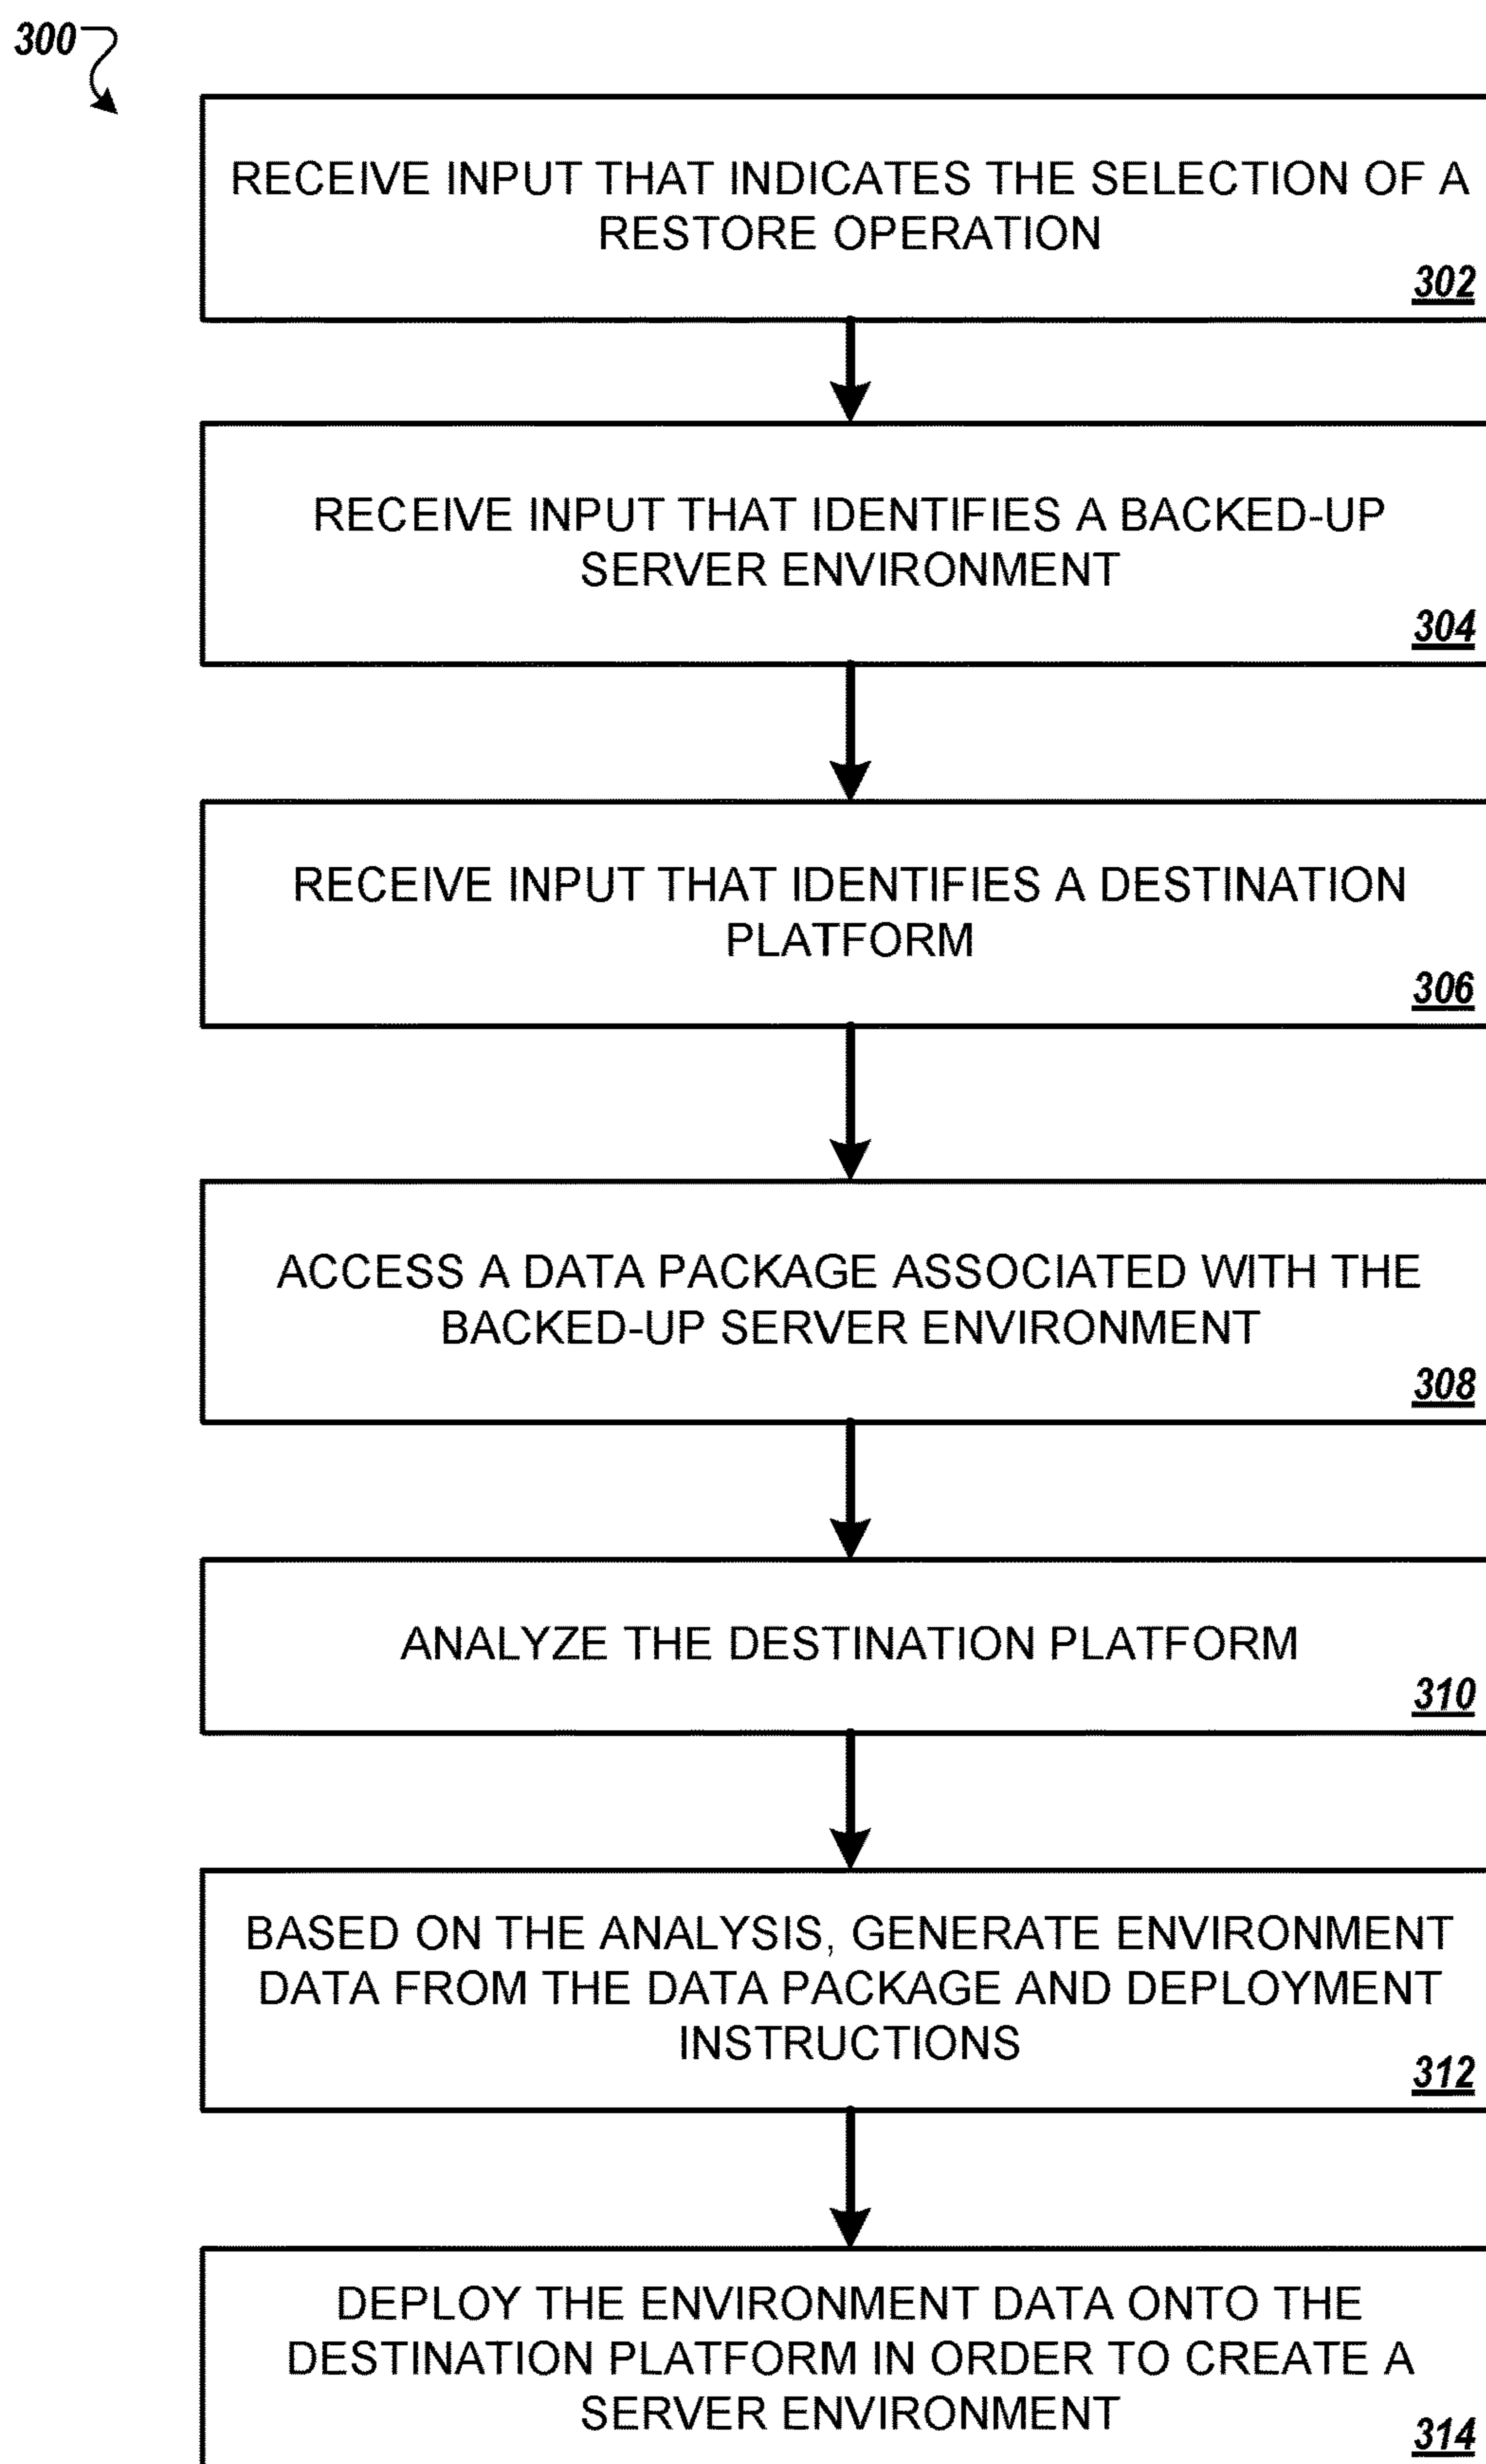 300
RECEIVE INPUT THAT INDICATES THE SELECTION OF A
RESTORE OPERATION
302
RECEIVE INPUT THAT IDENTIFIES A BACKED-UP
SERVER ENVIRONMENT
304
RECEIVE INPUT THAT IDENTIFIES A DESTINATION
PLATFORM
306
ACCESS A DATA PACKAGE ASSOCIATED WITH THE
BACKED-UP SERVER ENVIRONMENT
308
ANALYZE THE DESTINATION PLATFORM
310
BASED ON THE ANALYSIS, GENERATE ENVIRONMENT
DATA FROM THE DATA PACKAGE AND DEPLOYMENT
INSTRUCTIONS
312
DEPLOY THE ENVIRONMENT DATA ONTO THE
DESTINATION PLATFORM IN ORDER TO CREATE A
SERVER ENVIRONMENT
314